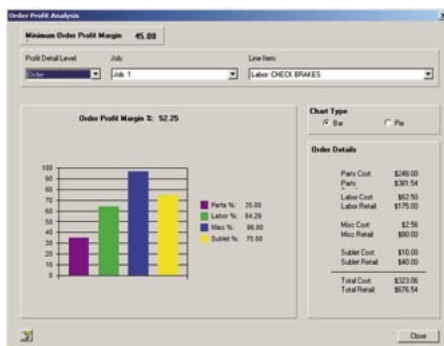 Order Profit Analysis
Minimum Order Profit Margin 45.00
Profit Detail Level: Job: Line Item:
Order Job 1 Labor: CHECK BRAKES
Order Profit Margin %: 52.25
100
90
80
70
60
50
40
30
20
10
0
Parts %: 35.00
Labor %: 64.29
Misc %: 96.80
Sublet %: 75.00
Chart Type
Bar Pie
Order Details
Parts Cost: $248.00
Parts $381.54
Labor Cost: $62.50
Labor Retail: $175.00
Misc Cost: $2.56
Misc Retail: $80.00
Sublet Cost: $10.00
Sublet Retail: $40.00
Total Cost: $323.06
Total Retail: $676.54
Close